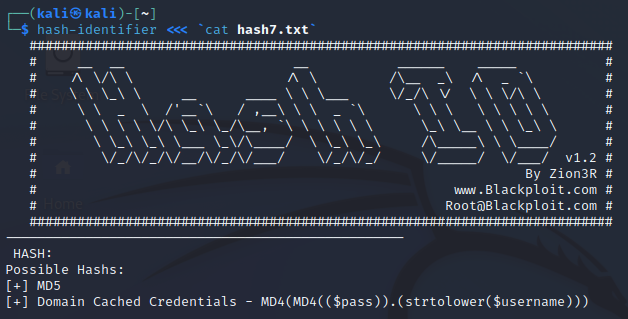 ┌──(kali㉿kali)-[~]
└─$ hash-identifier <<< `cat hash7.txt`
v1.2
By Zion3R
www.Blackploit.com
Root@Blackploit.com
HASH:
Possible Hashs:
[+] MD5
[+] Domain Cached Credentials - MD4(MD4(($pass)).(strtolower($username)))